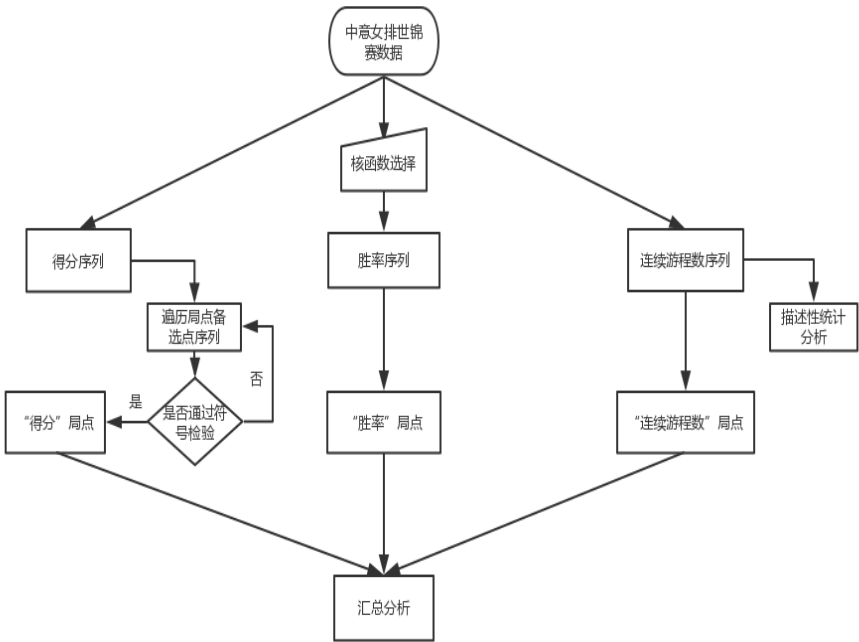 中意女排世锦
赛数据
核函数选择
得分序列
胜率序列
连续游程数序列
遍历局点备
选点序列
描述性统计
分析
否
是
是否通过符
号检验
“得分”局点
“胜率”局点
“连续游程数”局点
汇总分析